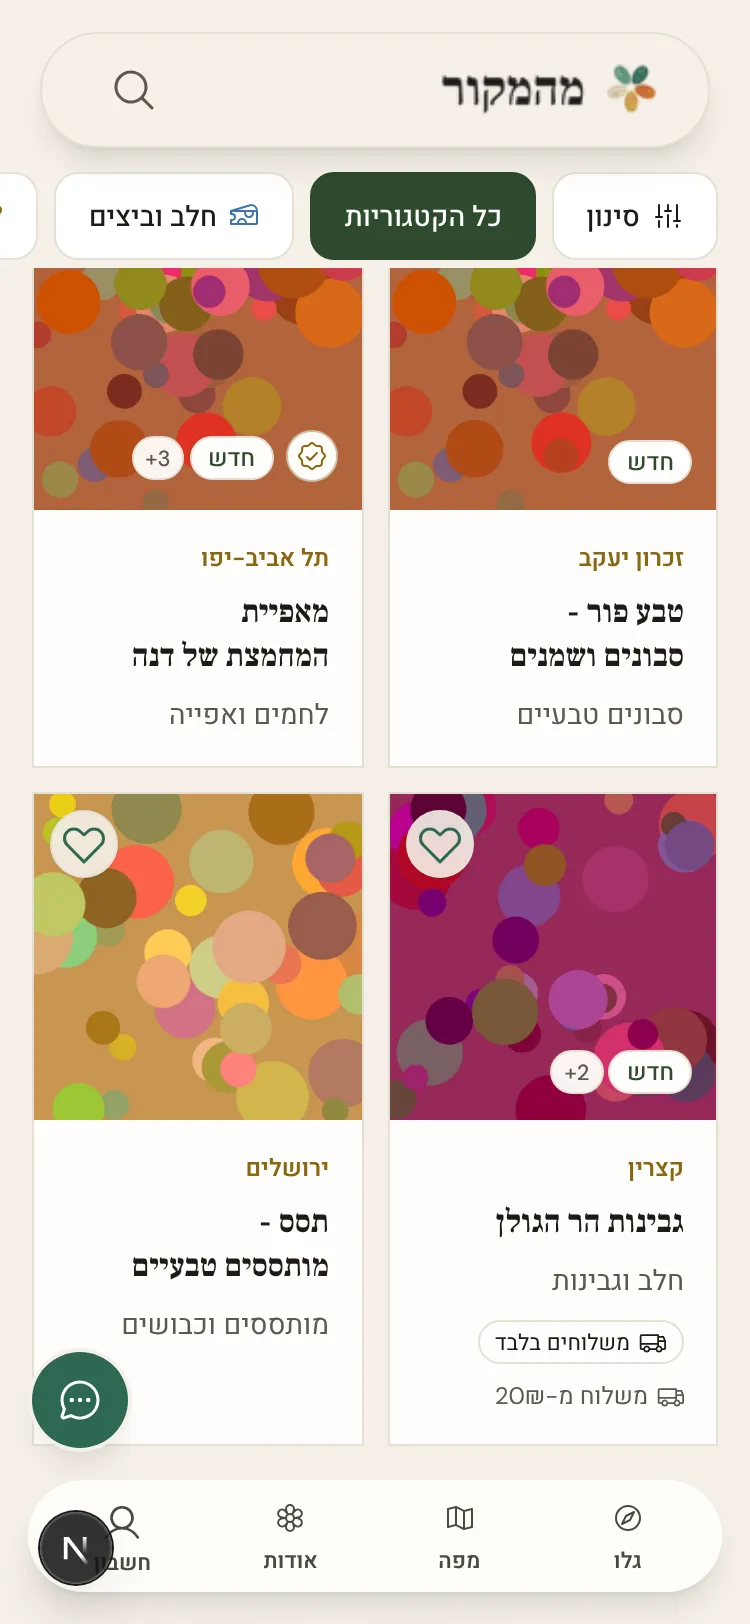 מהמקור
סינון
כל הקטגוריות
חלב וביצים
חדש
חדש
+3
זכרון יעקב
טבע פור -
סבונים ושמנים
סבונים טבעיים
תל אביב-יפו
מאפיית
המחמצת של דנה
לחמים ואפייה
חדש
+2
קצרין
גבינות הר הגולן
חלב וגבינות
משלוחים בלבד
משלוח מ-₪20
ירושלים
תסס -
מותססים טבעיים
מותססים וכבושים
גלו
מפה
אודות
חשבון
N